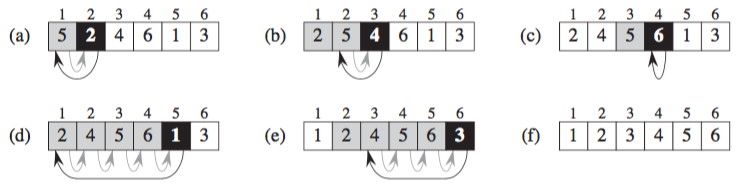 1 2 3 4 5 6
(a) 5 2 4 6 1 3
1 2 3 4 5 6
(b) 2 5 4 6 1 3
1 2 3 4 5 6
(c) 2 4 5 6 1 3
1 2 3 4 5 6
(d) 2 4 5 6 1 3
1 2 3 4 5 6
(e) 1 2 4 5 6 3
1 2 3 4 5 6
(f) 1 2 3 4 5 6